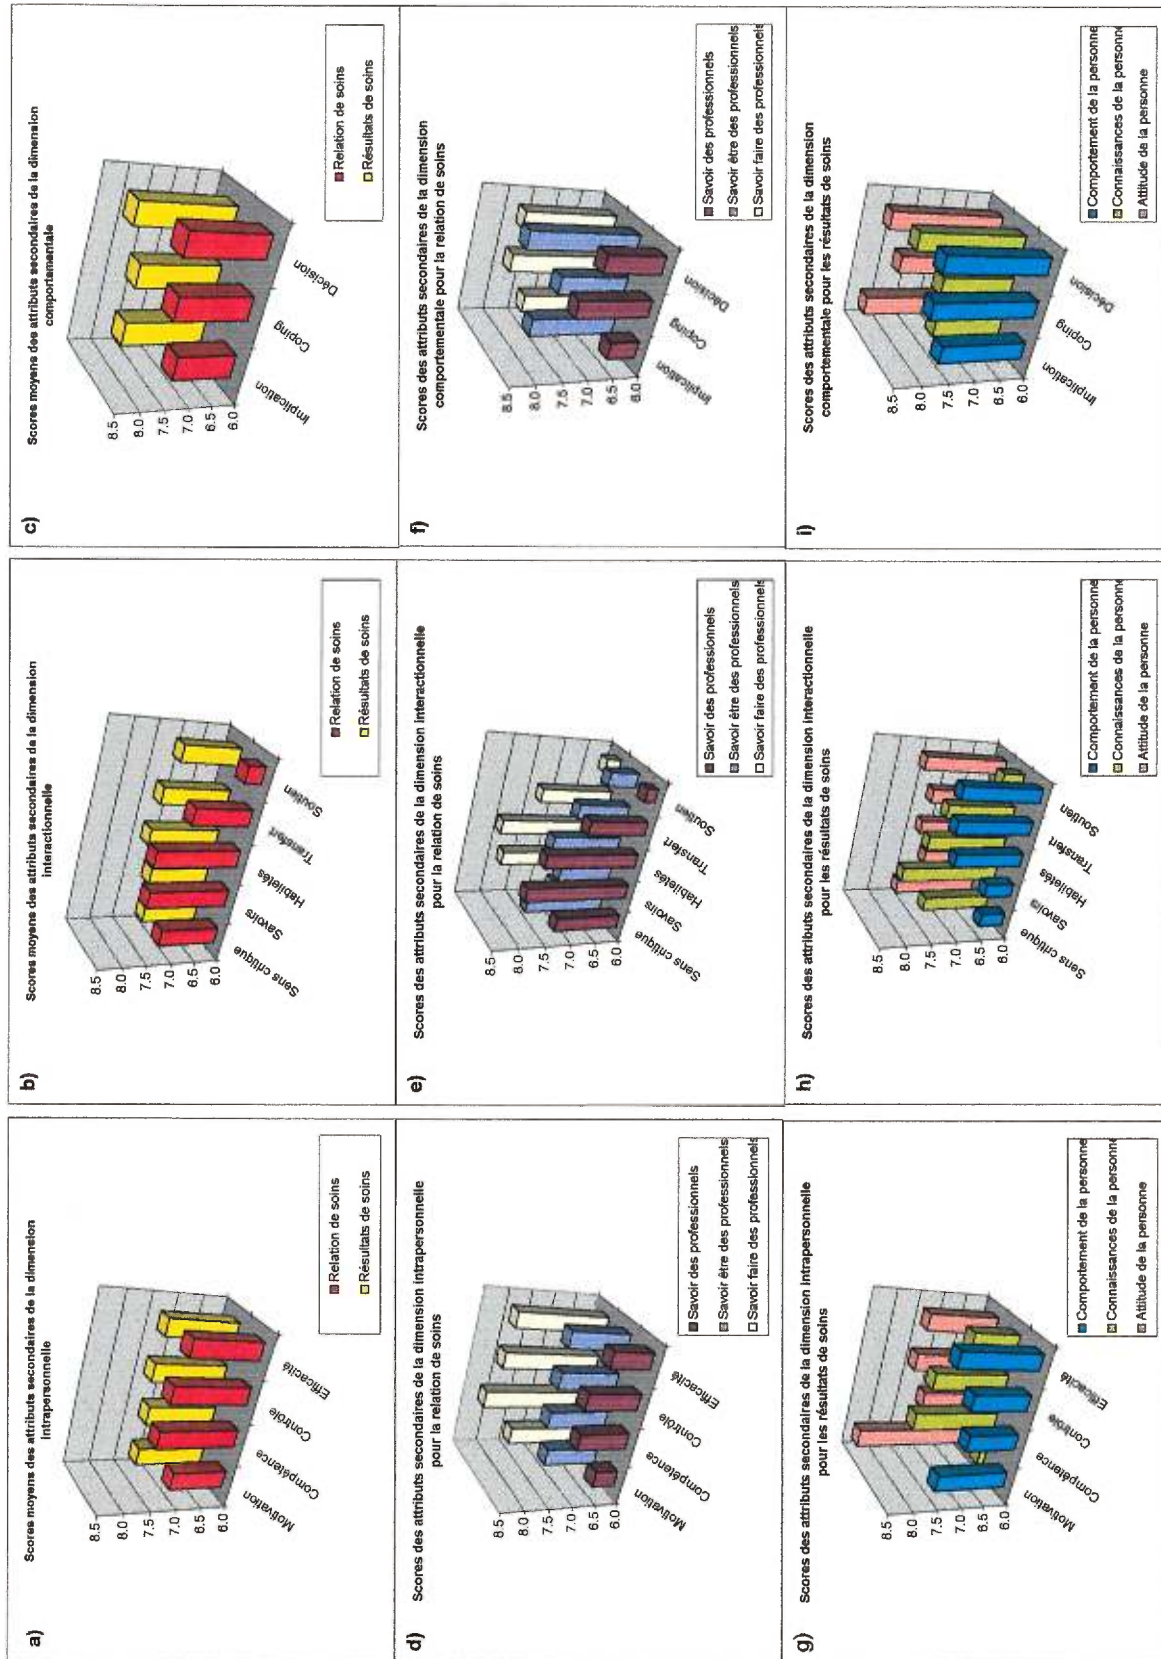 a)
Scores moyens des attributs secondaires de la dimension
intrapersonnelle
8.5
8.0
7.5
7.0
6.5
6.0
Motivation
Compétence
Contrôle
Efficacité
Relation de soins
Résultats de soins
b)
Scores moyens des attributs secondaires de la dimension
interactionnelle
8.5
8.0
7.5
7.0
6.5
6.0
Sens critique
Savoirs
Habiletés
Transfert
Soutien
Relation de soins
Résultats de soins
c)
Scores moyens des attributs secondaires de la dimension
comportementale
8.5
8.0
7.5
7.0
6.5
6.0
Implication
Coping
Décision
Relation de soins
Résultats de soins
d)
Scores des attributs secondaires de la dimension intrapersonnelle
pour la relation de soins
8.5
8.0
7.5
7.0
6.5
6.0
Motivation
Compétence
Contrôle
Efficacité
Savoir des professionnels
Savoir être des professionnels
Savoir faire des professionnels
e)
Scores des attributs secondaires de la dimension interactionnelle
pour la relation de soins
8.5
8.0
7.5
7.0
6.5
6.0
Sens critique
Savoirs
Habiletés
Transfert
Soutien
Savoir des professionnels
Savoir être des professionnels
Savoir faire des professionnels
f)
Scores des attributs secondaires de la dimension
comportementale pour la relation de soins
8.5
8.0
7.5
7.0
6.5
6.0
Implication
Coping
Décision
Savoir des professionnels
Savoir être des professionnels
Savoir faire des professionnels
g)
Scores des attributs secondaires de la dimension intrapersonnelle
pour les résultats de soins
8.5
8.0
7.5
7.0
6.5
6.0
Motivation
Compétence
Contrôle
Efficacité
Comportement de la personne
Connaissances de la personne
Attitude de la personne
h)
Scores des attributs secondaires de la dimension interactionnelle
pour les résultats de soins
8.5
8.0
7.5
7.0
6.5
6.0
Sens critique
Savoirs
Habiletés
Transfert
Soutien
Comportement de la personne
Connaissances de la personne
Attitude de la personne
i)
Scores des attributs secondaires de la dimension
comportementale pour les résultats de soins
8.5
8.0
7.5
7.0
6.5
6.0
Implication
Coping
Décision
Comportement de la personne
Connaissances de la personne
Attitude de la personne